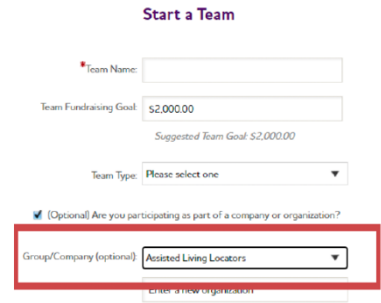 Start a Team
*Team Name:
Team Fundraising Goal: $2,000.00
Suggested Team Goal: $2,000.00
Team Type: Please select one
(Optional) Are you participating as part of a company or organization?
Group/Company (optional): Assisted Living Locators
Enter a new organization